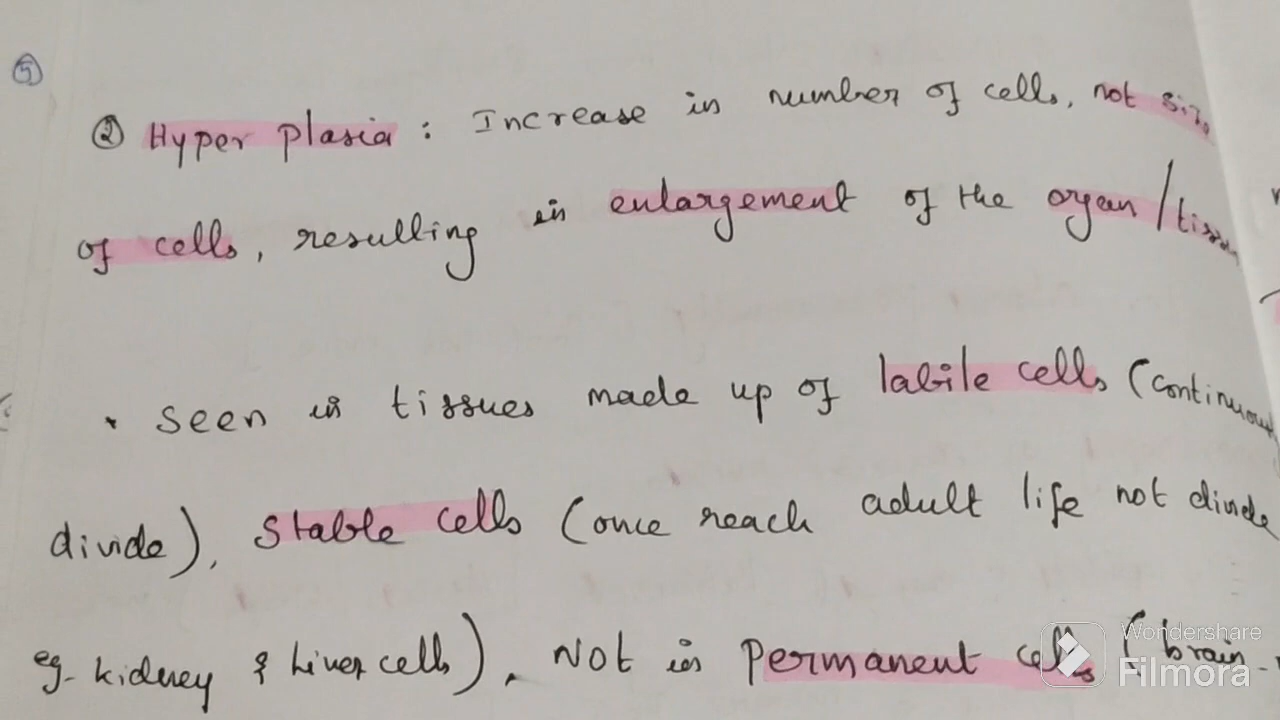 ⑤
② Hyper plasia : Increase in number of cells, not size
of cells, resulting in enlargement of the organ/tissue
• seen in tissues made up of labile cells (continuous
divide), Stable cells (once reach adult life not divide
eg- kidney & Liver cells). Not in permanent cells (brain -
Wondershare
Filmora